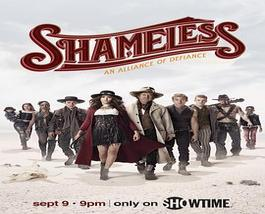 SHAMELESS
AN ALLIANCE OF DEFIANCE
sept 9 · 9pm | only on SHOWTIME